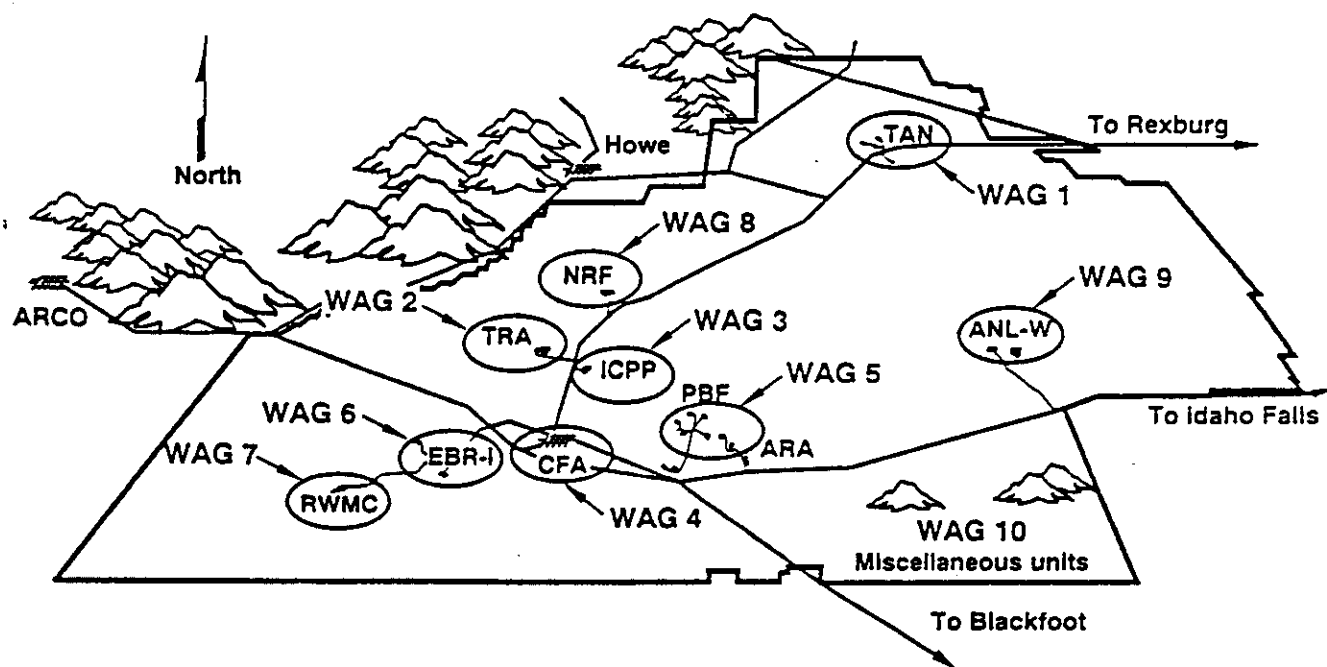 To Rexburg
TAN
Howe
North
WAG 1
WAG 8
NRF
WAG 9
WAG 2
ARCO
WAG 3
TRA
ANL-W
ICPP
WAG 5
PBF
WAG 6
To Idaho Falls
WAG 7
EBR-I
CFA
ARA
RWMC
WAG 4
WAG 10
Miscellaneous units
To Blackfoot